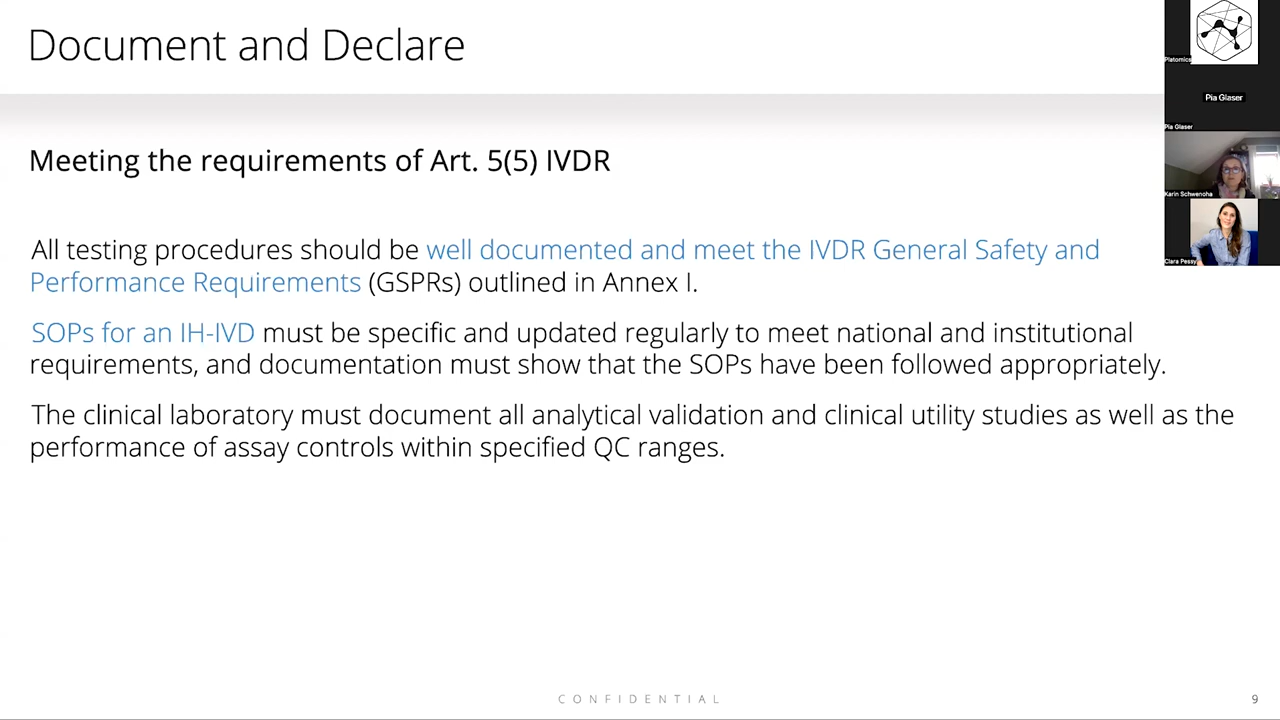 Document and Declare
Platomics
Pia Glaser
Pia Glaser
Karin Schwenoha
Clara Pessy
Meeting the requirements of Art. 5(5) IVDR
All testing procedures should be well documented and meet the IVDR General Safety and
Performance Requirements (GSPRs) outlined in Annex I.
SOPs for an IH-IVD must be specific and updated regularly to meet national and institutional
requirements, and documentation must show that the SOPs have been followed appropriately.
The clinical laboratory must document all analytical validation and clinical utility studies as well as the
performance of assay controls within specified QC ranges.
CONFIDENTIAL
9